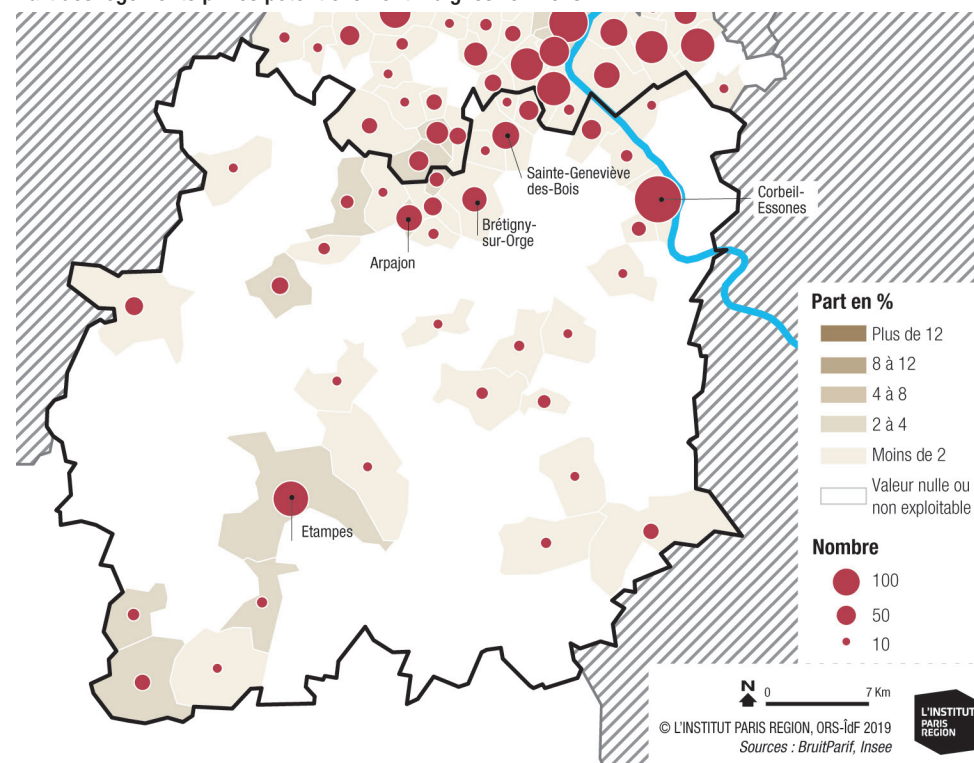 Sainte-Geneviève
des-Bois
Corbeil-
Essones
Brétigny-
sur-Orge
Arpajon
Etampes
Part en %
Plus de 12
8 à 12
4 à 8
2 à 4
Moins de 2
Valeur nulle ou
non exploitable
Nombre
100
50
10
N
0
7 Km
© L'INSTITUT PARIS REGION, ORS-ÎdF 2019
Sources : BruitParif, Insee
L'INSTITUT
PARIS
REGION